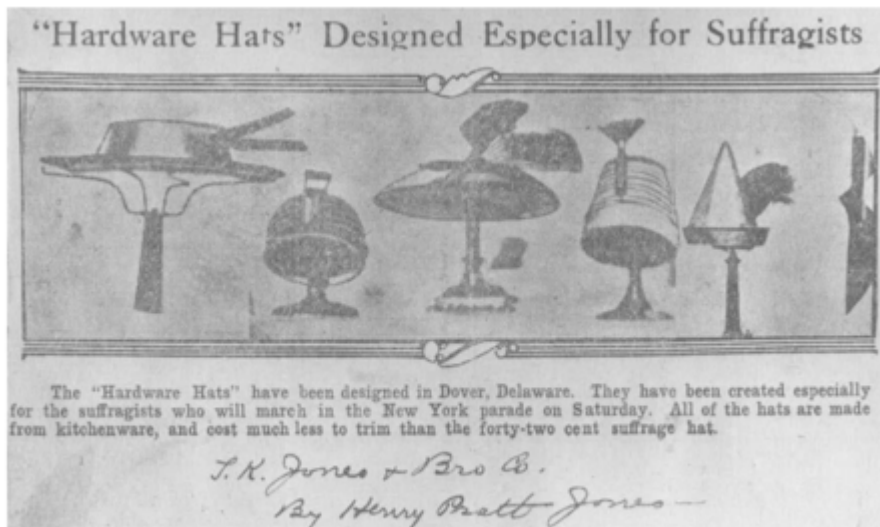 “Hardware Hats” Designed Especially for Suffragists
The “Hardware Hats” have been designed in Dover, Delaware. They have been created especially
for the suffragists who will march in the New York parade on Saturday. All of the hats are made
from kitchenware, and cost much less to trim than the forty-two cent suffrage hat.
T. K. Jones + Bro Co.
By Henry Pratt Jones